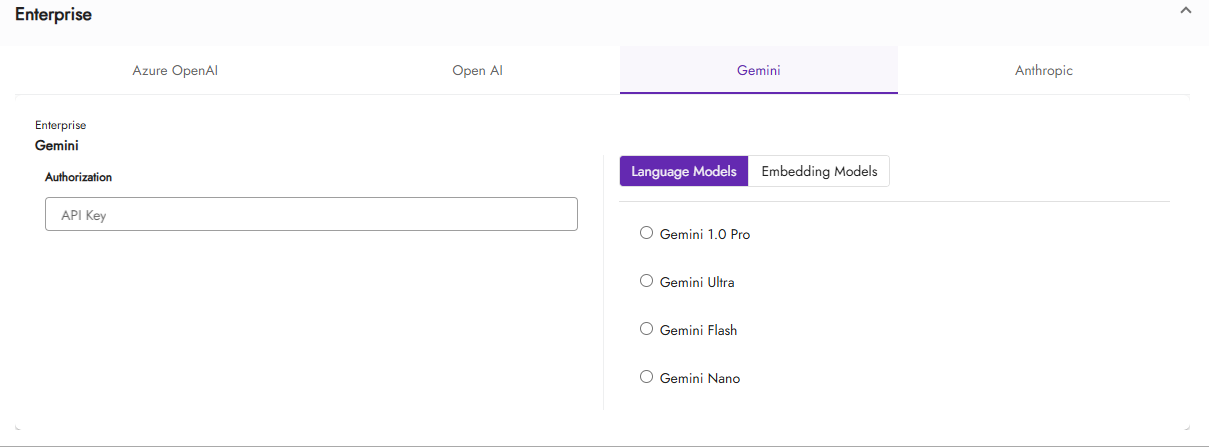 Enterprise
Azure OpenAI
Open AI
Gemini
Anthropic
Enterprise
Gemini
Authorization
API Key
Language Models
Embedding Models
Gemini 1.0 Pro
Gemini Ultra
Gemini Flash
Gemini Nano